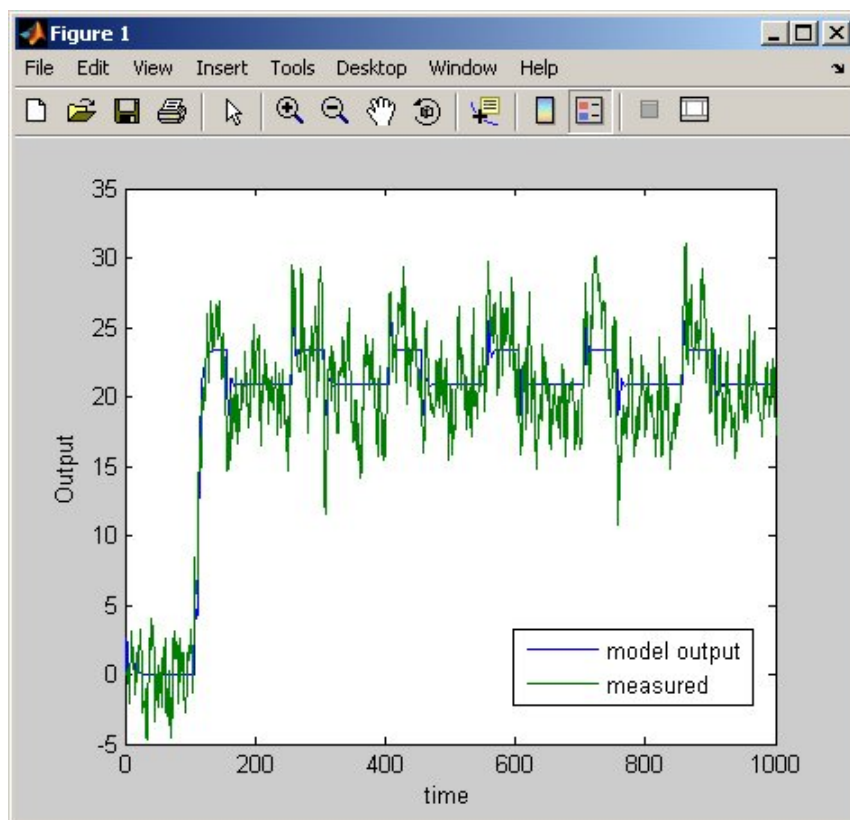 Figure 1
File Edit View Insert Tools Desktop Window Help
35
30
25
20
15
10
5
0
-5
Output
model output
measured
0 200 400 600 800 1000
time